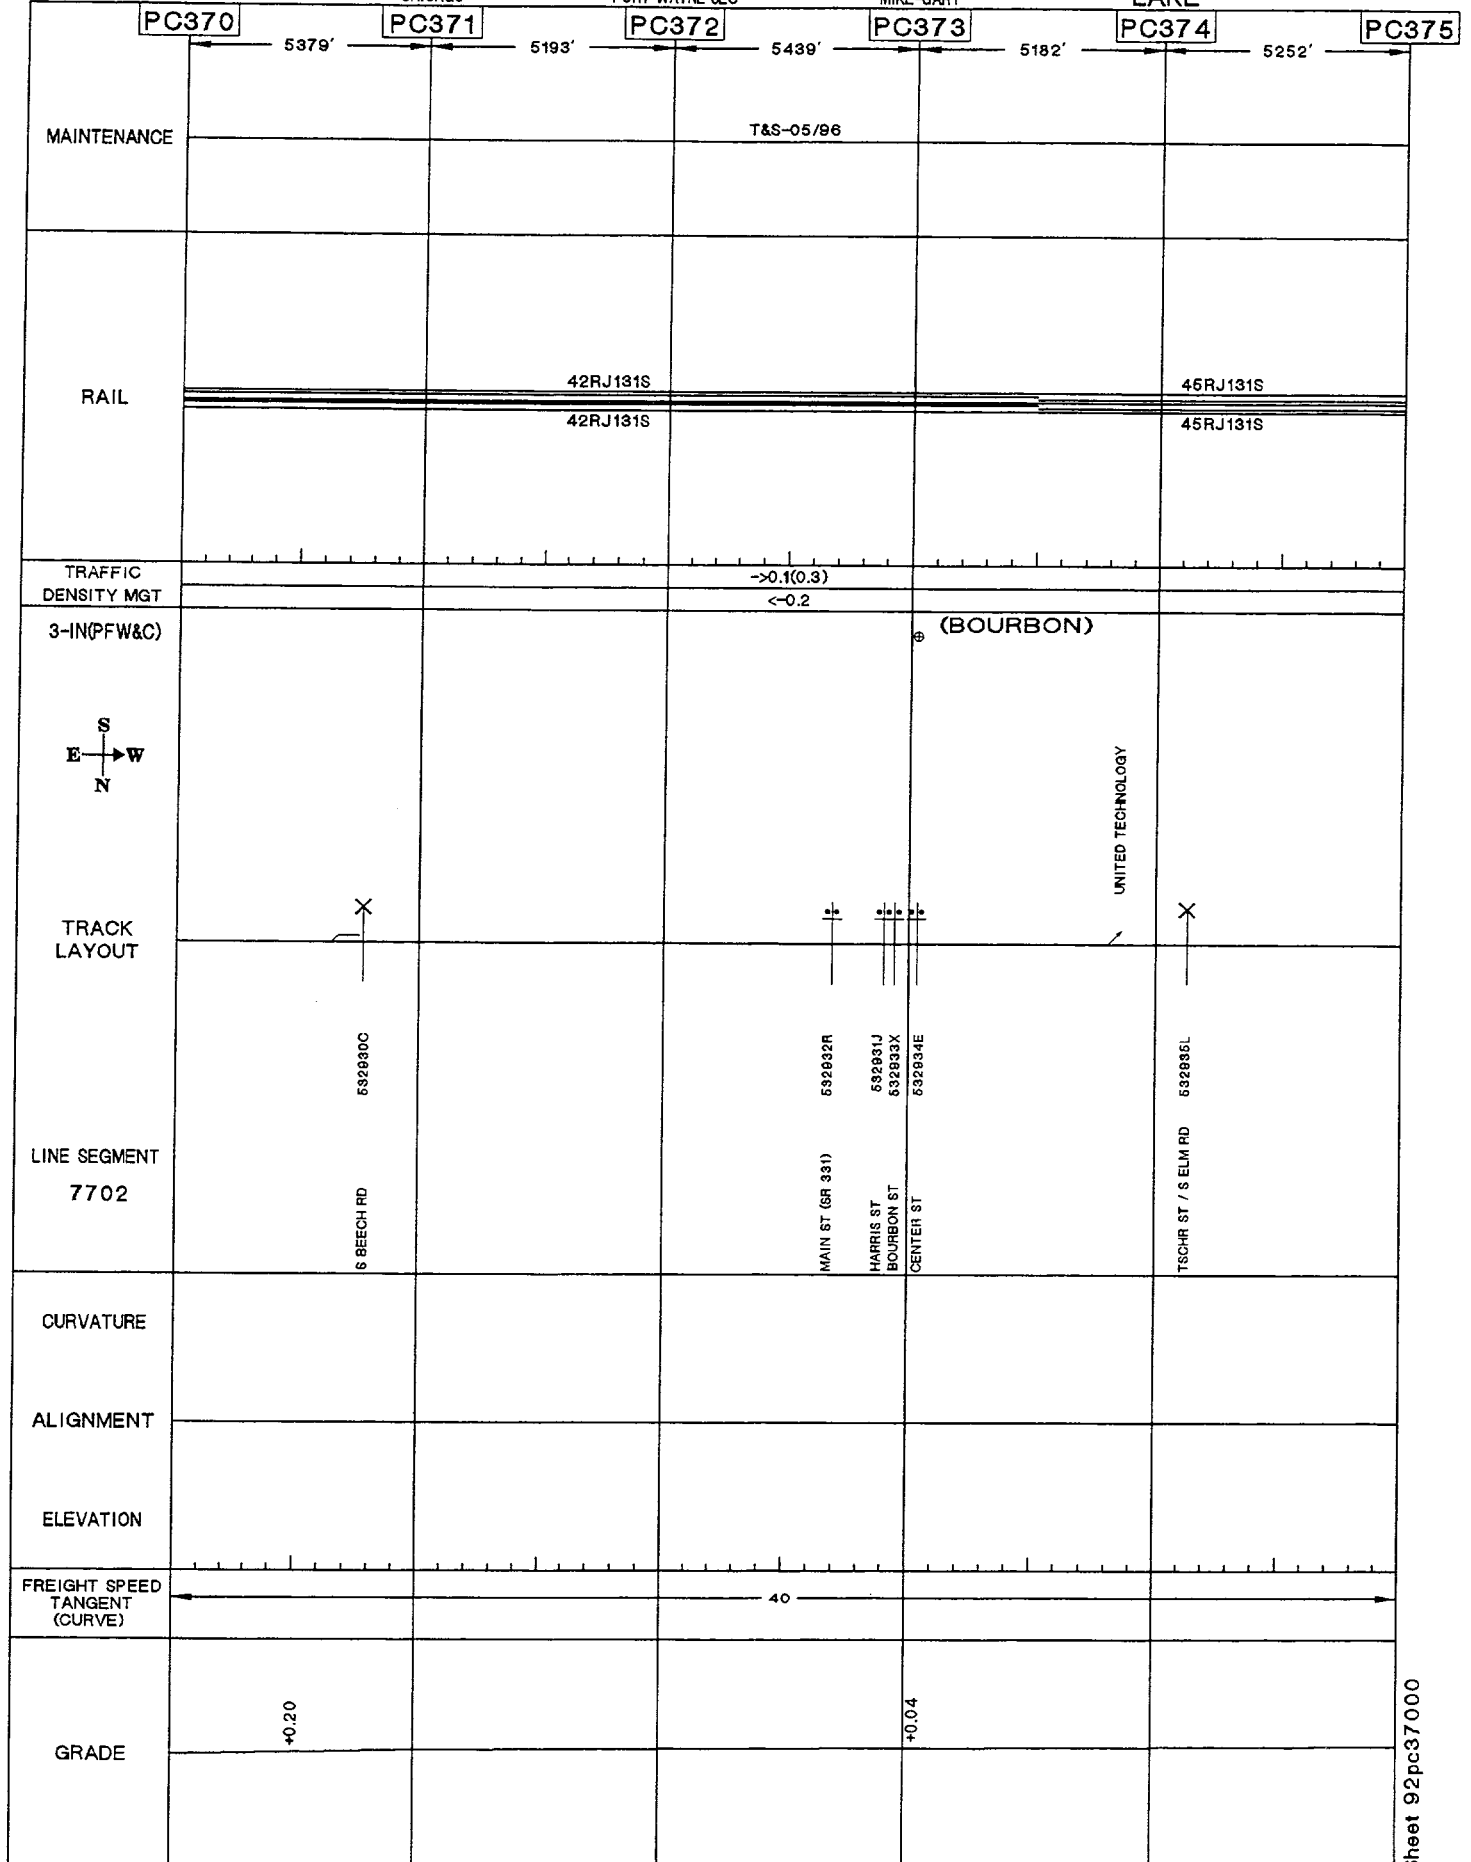 LAKE
PC370 PC371 PC372 PC373 PC374 PC375
5379' 5193' 5439' 5182' 5252'
MAINTENANCE
T&S-05/96
RAIL
42RJ131S 45RJ131S
42RJ131S 45RJ131S
TRAFFIC
DENSITY MGT
->0.1(0.3)
<-0.2
3-IN(PFW&C)
(BOURBON)
S
E W
N
UNITED TECHNOLOGY
TRACK
LAYOUT
532930C
532932R
532931J
532933X
532934E
532935L
LINE SEGMENT
7702
S BEECH RD
MAIN ST (SR 331)
HARRIS ST
BOURBON ST
CENTER ST
TSCHR ST / S ELM RD
CURVATURE
ALIGNMENT
ELEVATION
FREIGHT SPEED
TANGENT
(CURVE)
40
GRADE
+0.20
+0.04
92pc37000